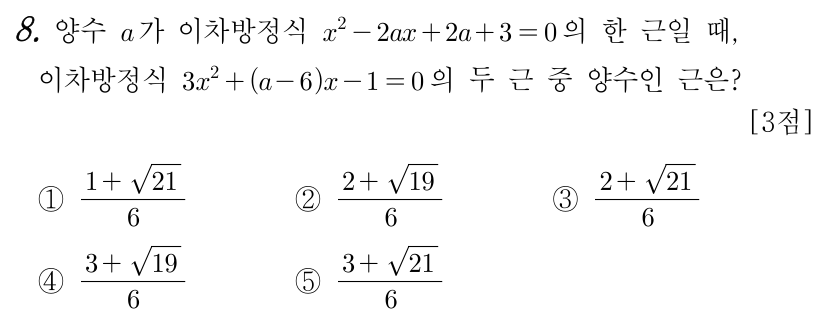 8. 양수 a가 이차방정식 x² − 2ax + 2a + 3 = 0의 한 근일 때,
이차방정식 3x² + (a − 6)x − 1 = 0의 두 근 중 양수인 근은?
[3점]
① (1 + √21)/6 ② (2 + √19)/6 ③ (2 + √21)/6
④ (3 + √19)/6 ⑤ (3 + √21)/6